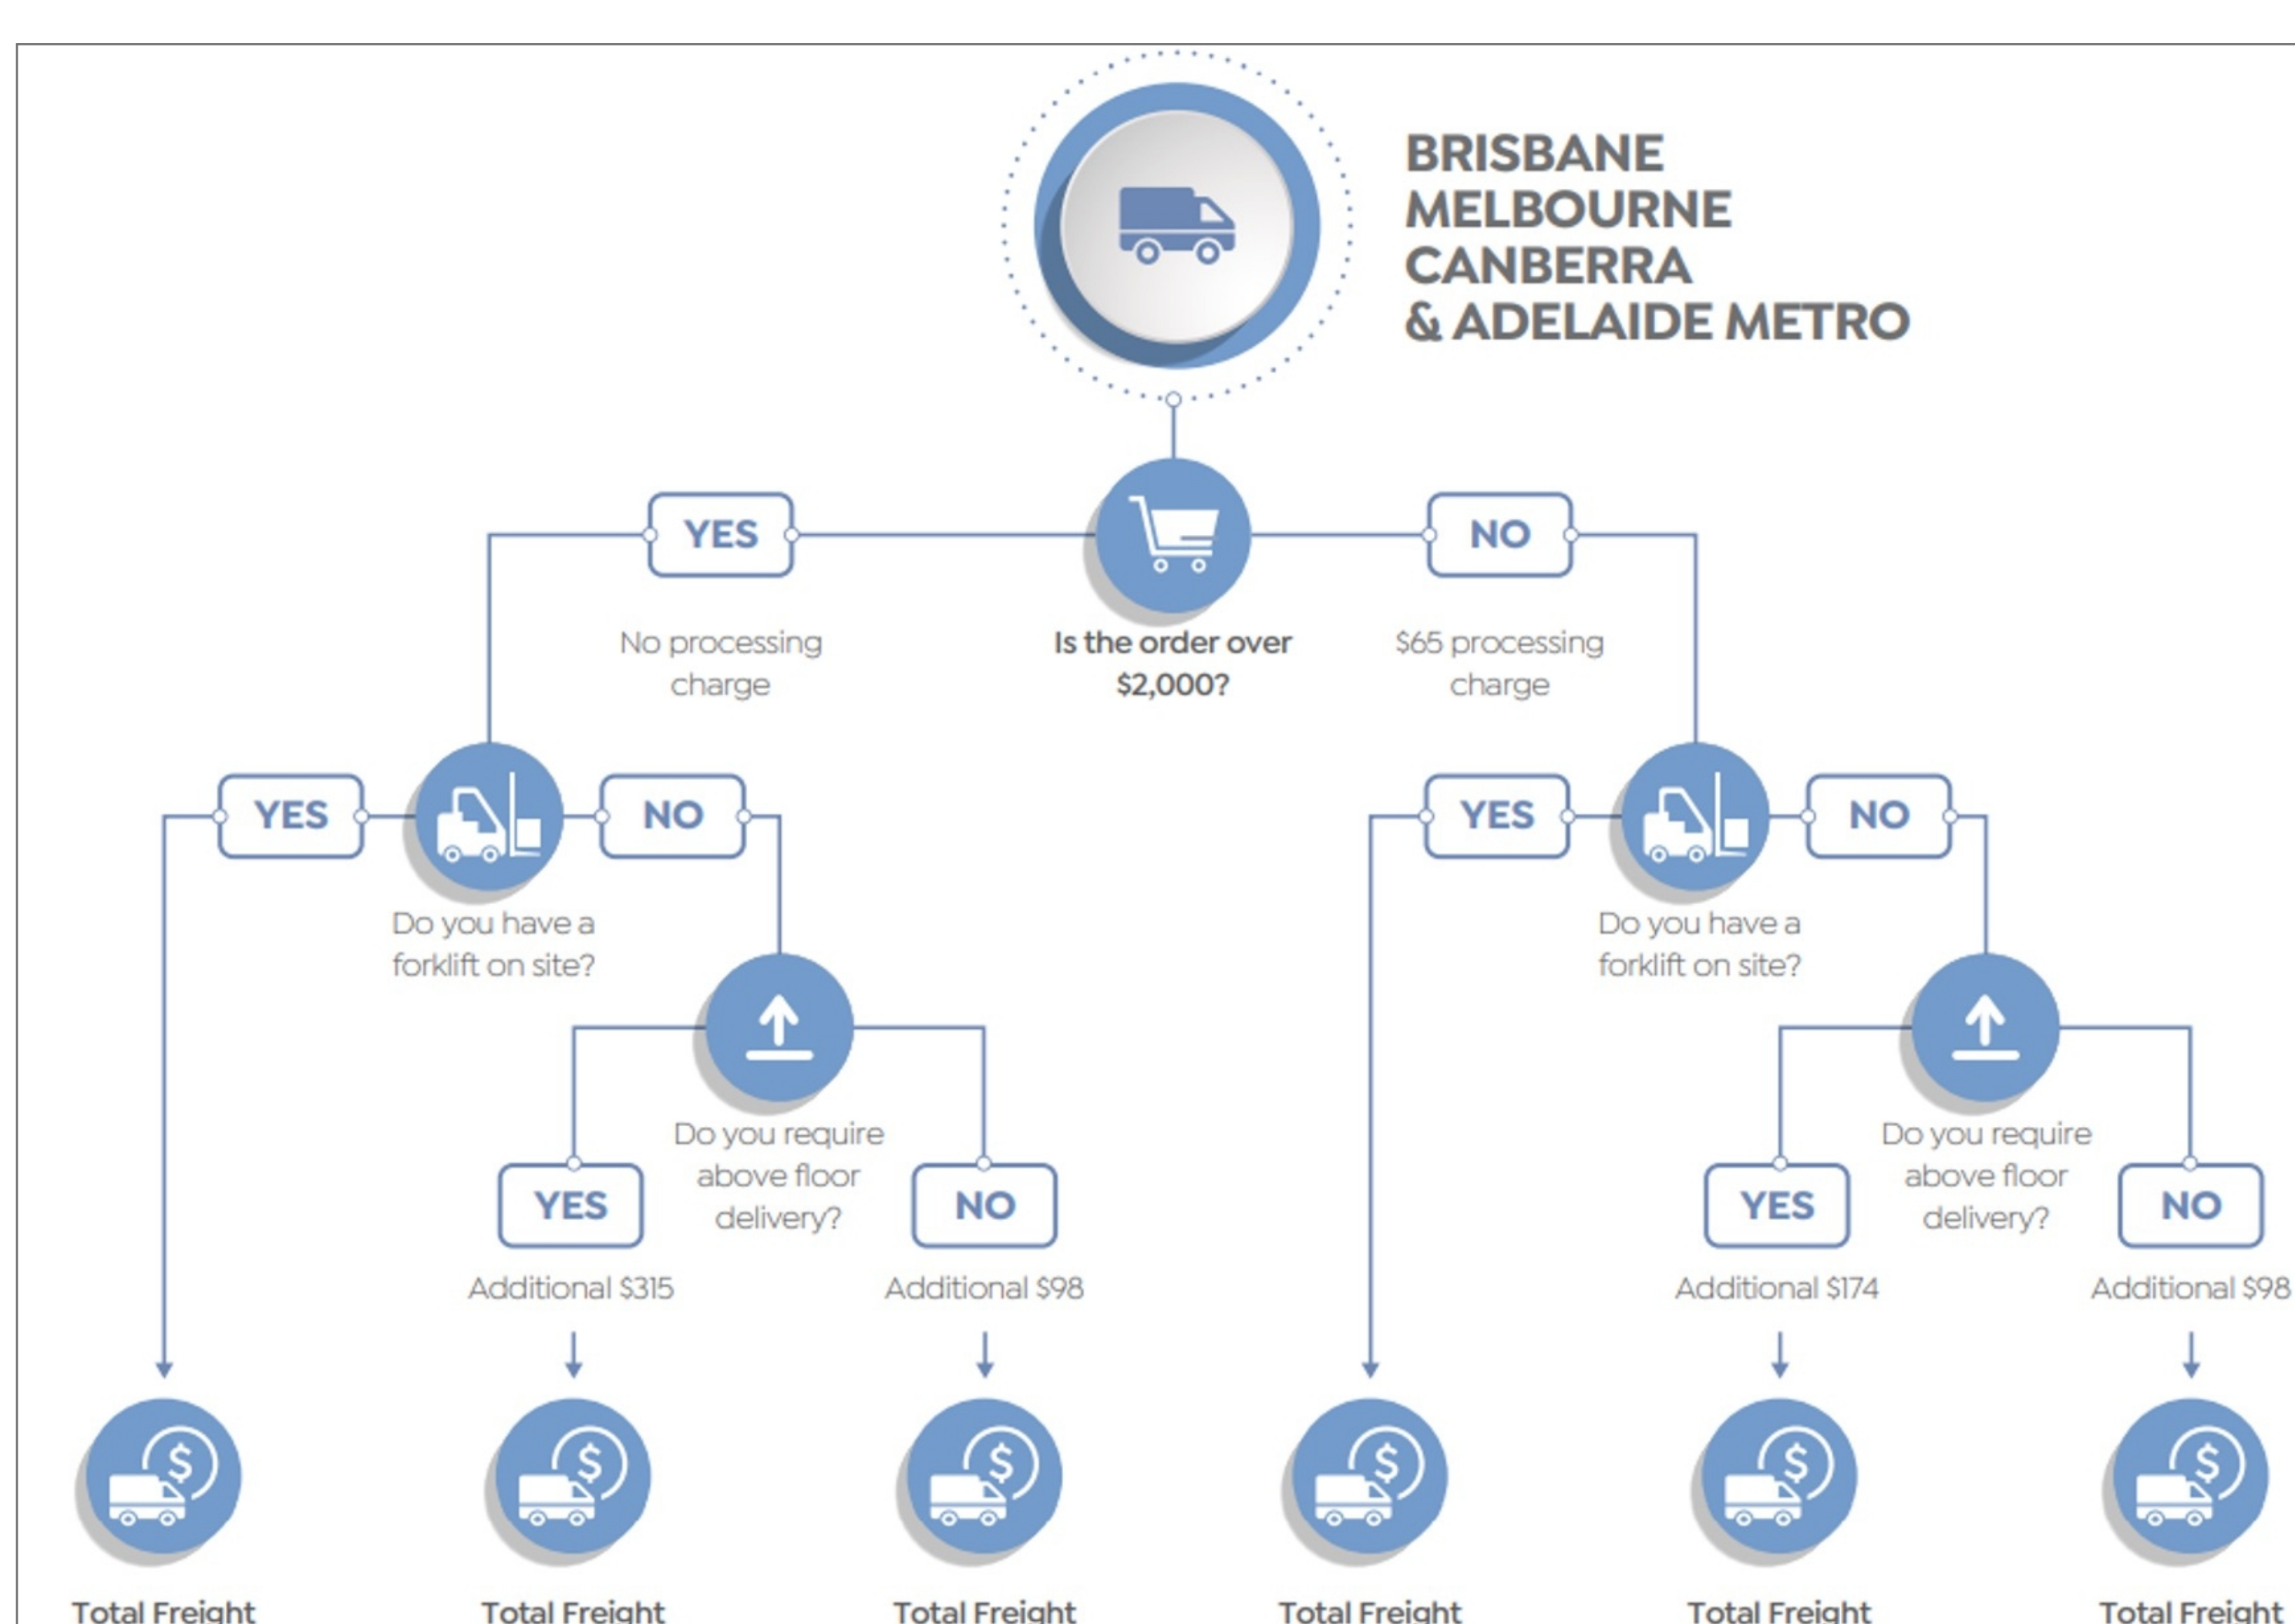 BRISBANE
MELBOURNE
CANBERRA
& ADELAIDE METRO
YES
NO
No processing
charge
Is the order over
$2,000?
$65 processing
charge
YES
NO
YES
NO
Do you have a
forklift on site?
Do you have a
forklift on site?
Do you require
above floor
delivery?
Do you require
above floor
delivery?
YES
NO
YES
NO
Additional $315
Additional $98
Additional $174
Additional $98
$
$
$
$
$
$
Total Freight
Total Freight
Total Freight
Total Freight
Total Freight
Total Freight